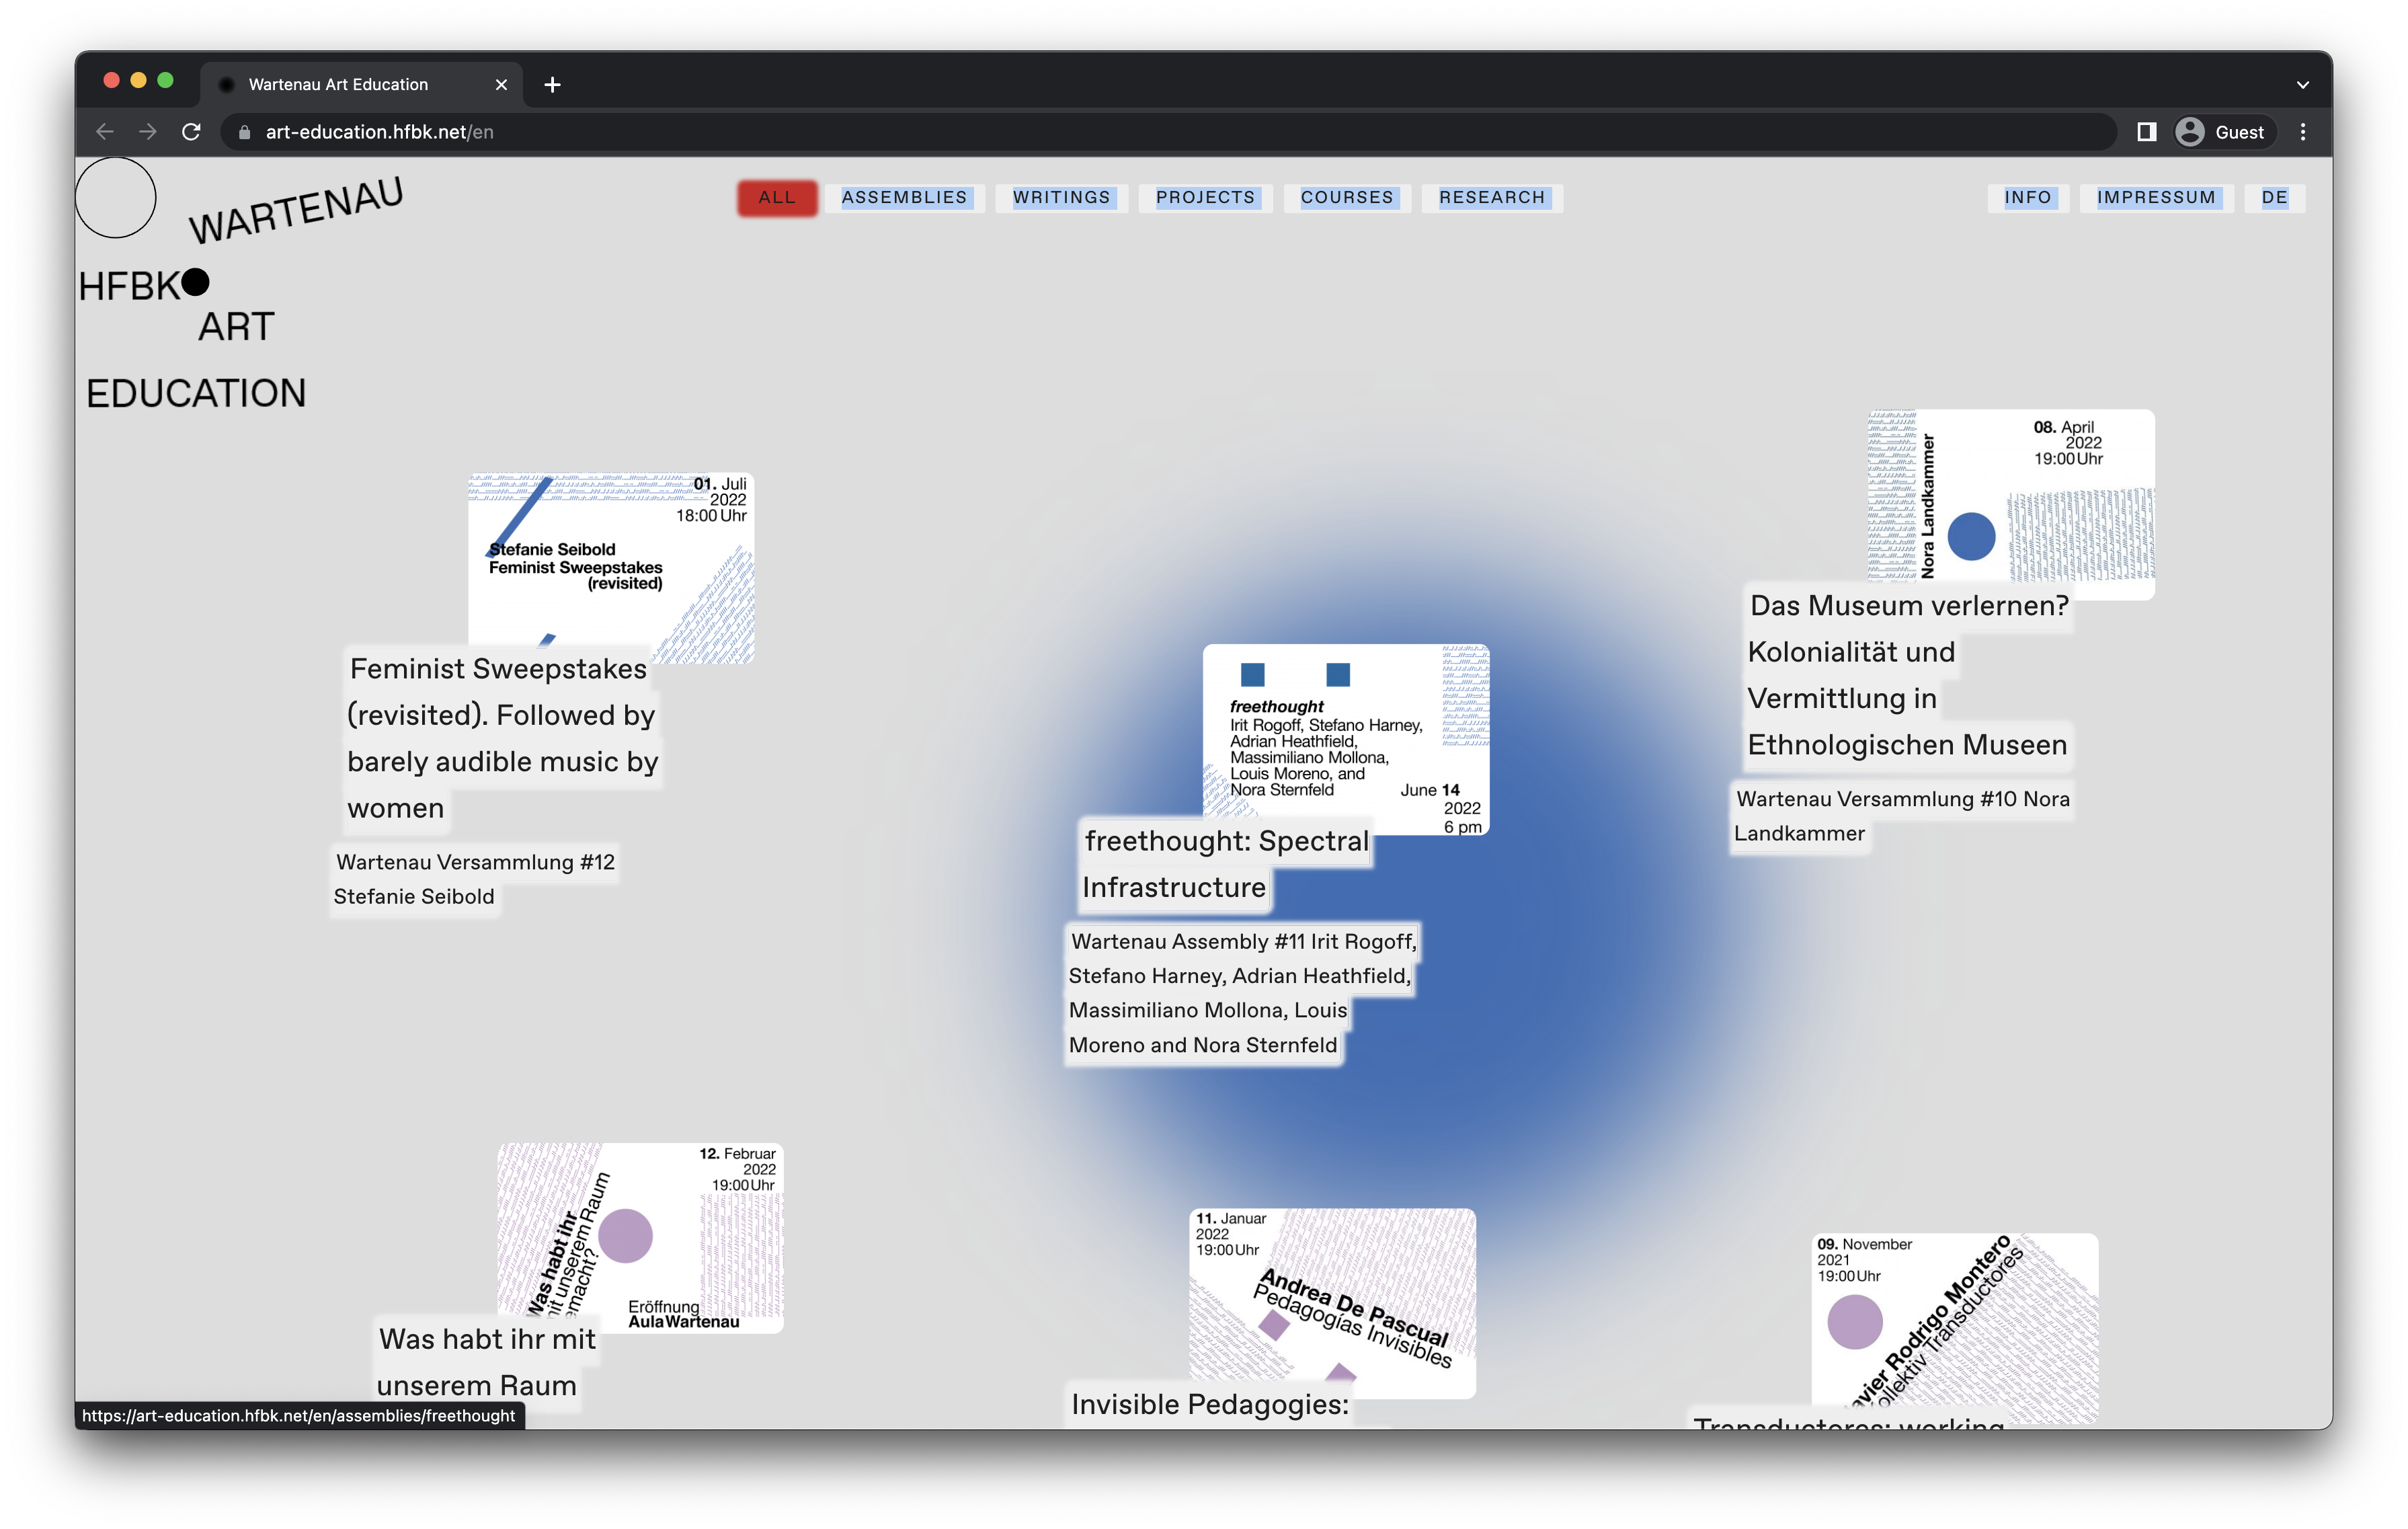 Wartenau Art Education
art-education.hfbk.net/en
Guest
WARTENAU
HFBK
ART
EDUCATION
ALL
ASSEMBLIES
WRITINGS
PROJECTS
COURSES
RESEARCH
INFO
IMPRESSUM
DE
01. Juli
2022
18:00 Uhr
Stefanie Seibold
Feminist Sweepstakes
(revisited)
Feminist Sweepstakes
(revisited). Followed by
barely audible music by
women
Wartenau Versammlung #12
Stefanie Seibold
freethought
Irit Rogoff, Stefano Harney,
Adrian Heathfield,
Massimiliano Mollona,
Louis Moreno, and
Nora Sternfeld
June 14
2022
6 pm
freethought: Spectral
Infrastructure
Wartenau Assembly #11 Irit Rogoff,
Stefano Harney, Adrian Heathfield,
Massimiliano Mollona, Louis
Moreno and Nora Sternfeld
Nora Landkammer
08. April
2022
19:00 Uhr
Das Museum verlernen?
Kolonialität und
Vermittlung in
Ethnologischen Museen
Wartenau Versammlung #10 Nora
Landkammer
12. Februar
2022
19:00 Uhr
Was habt ihr
mit unserem Raum
gemacht?
Eröffnung
Aula Wartenau
Was habt ihr mit
unserem Raum
11. Januar
2022
19:00 Uhr
Andrea De Pascual
Pedagogías Invisibles
Invisible Pedagogies:
09. November
2021
19:00 Uhr
Javier Rodrigo Montero
Kollektiv Transductores
Transductores: working
https://art-education.hfbk.net/en/assemblies/freethought